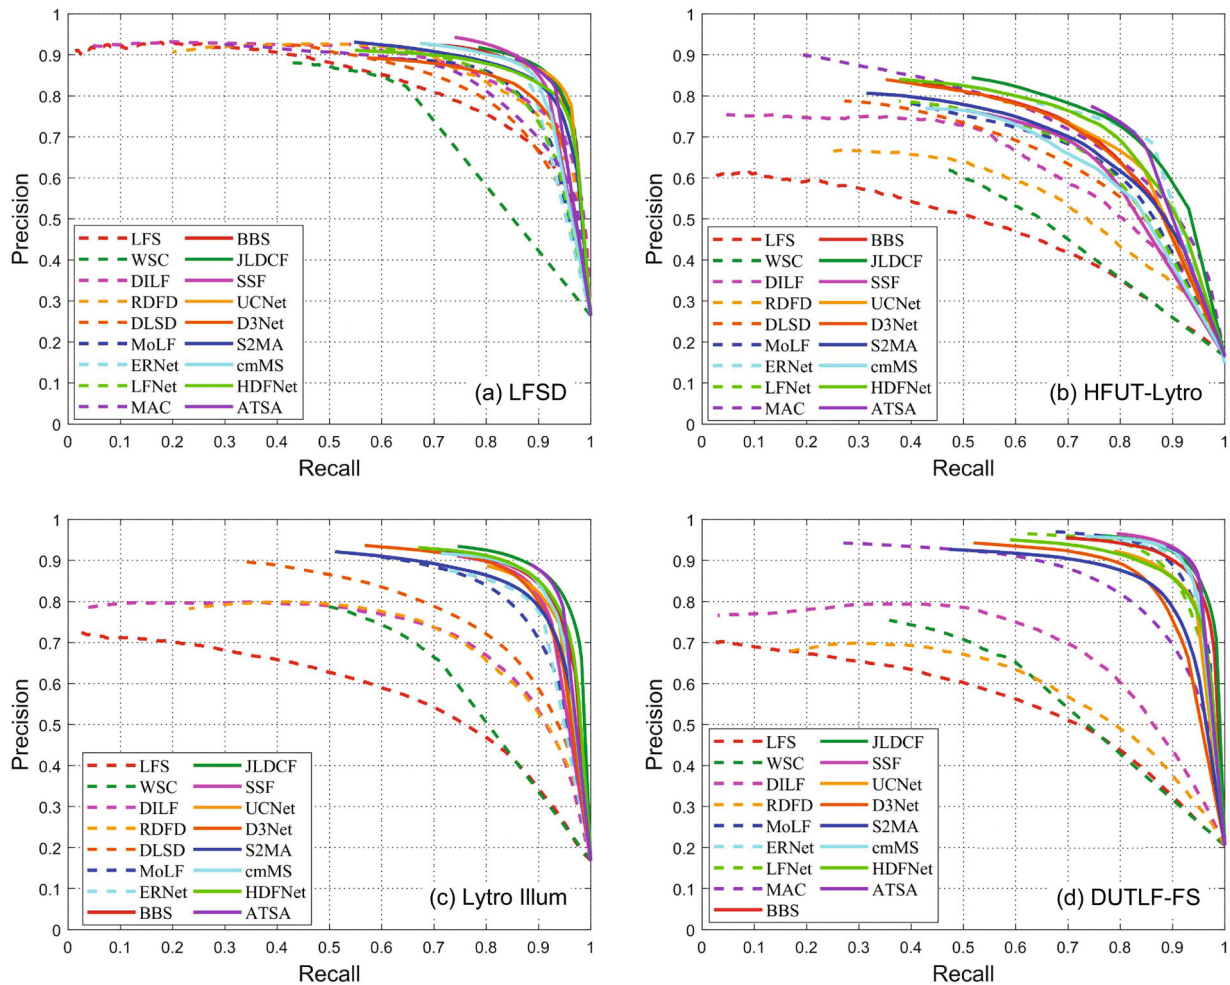 1
0.9
0.8
0.7
0.6
0.5
0.4
0.3
0.2
0.1
0
Precision
LFS BBS
WSC JLDCF
DILF SSF
RDFD UCNet
DLSD D3Net
MoLF S2MA
ERNet cmMS
LFNet HDFNet
MAC ATSA
(a) LFSD
0 0.1 0.2 0.3 0.4 0.5 0.6 0.7 0.8 0.9 1
Recall
1
0.9
0.8
0.7
0.6
0.5
0.4
0.3
0.2
0.1
0
Precision
LFS BBS
WSC JLDCF
DILF SSF
RDFD UCNet
DLSD D3Net
MoLF S2MA
ERNet cmMS
LFNet HDFNet
MAC ATSA
(b) HFUT-Lytro
0 0.1 0.2 0.3 0.4 0.5 0.6 0.7 0.8 0.9 1
Recall
1
0.9
0.8
0.7
0.6
0.5
0.4
0.3
0.2
0.1
0
Precision
LFS JLDCF
WSC SSF
DILF UCNet
RDFD D3Net
DLSD S2MA
MoLF cmMS
ERNet HDFNet
BBS ATSA
(c) Lytro Illum
0 0.1 0.2 0.3 0.4 0.5 0.6 0.7 0.8 0.9 1
Recall
1
0.9
0.8
0.7
0.6
0.5
0.4
0.3
0.2
0.1
0
Precision
LFS JLDCF
WSC SSF
DILF UCNet
RDFD D3Net
MoLF S2MA
ERNet cmMS
LFNet HDFNet
MAC ATSA
BBS
(d) DUTLF-FS
0 0.1 0.2 0.3 0.4 0.5 0.6 0.7 0.8 0.9 1
Recall